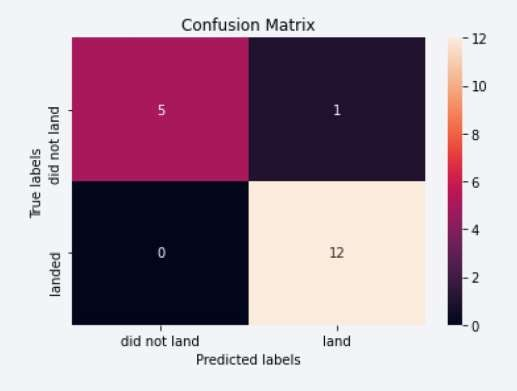 Confusion Matrix
True labels
did not land
landed
5
1
0
12
did not land
land
Predicted labels
12
10
8
6
4
2
0